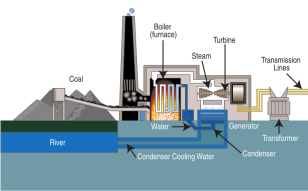 Boiler
(furnace)
Turbine
Steam
Transmission
Lines
Coal
Water
Generator
River
Transformer
Condenser
Condenser Cooling Water